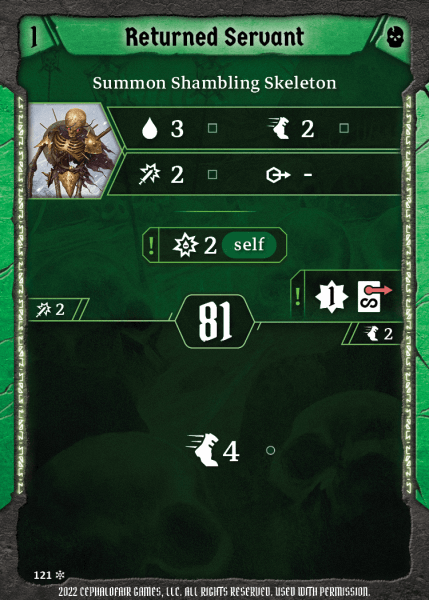 1 Returned Servant
Summon Shambling Skeleton
3 2
2 -
! 2 self
! 1
2 81
2
4
121
2022 CEPHALOFAIR GAMES, LLC. ALL RIGHTS RESERVED. USED WITH PERMISSION.